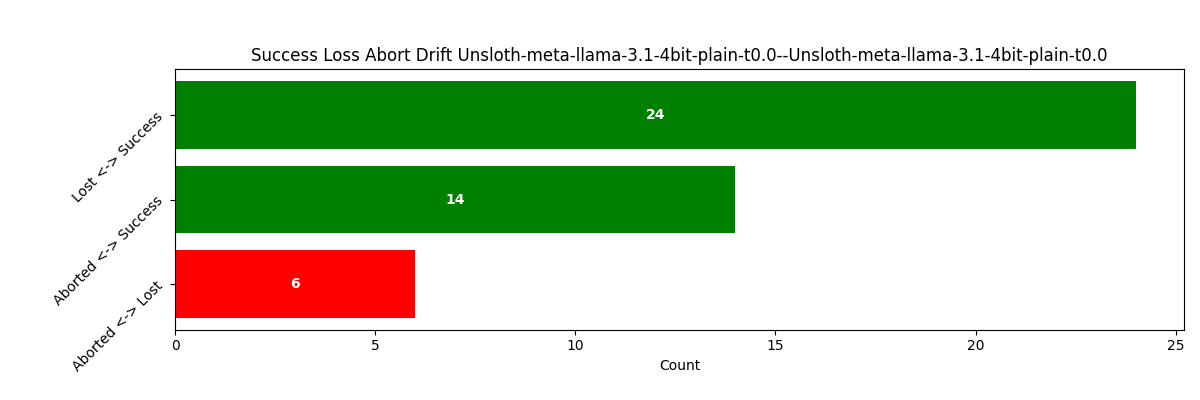 Success Loss Abort Drift Unsloth-meta-llama-3.1-4bit-plain-t0.0--Unsloth-meta-llama-3.1-4bit-plain-t0.0
Lost <-> Success
24
Aborted <-> Success
14
Aborted <-> Lost
6
0 5 10 15 20 25
Count